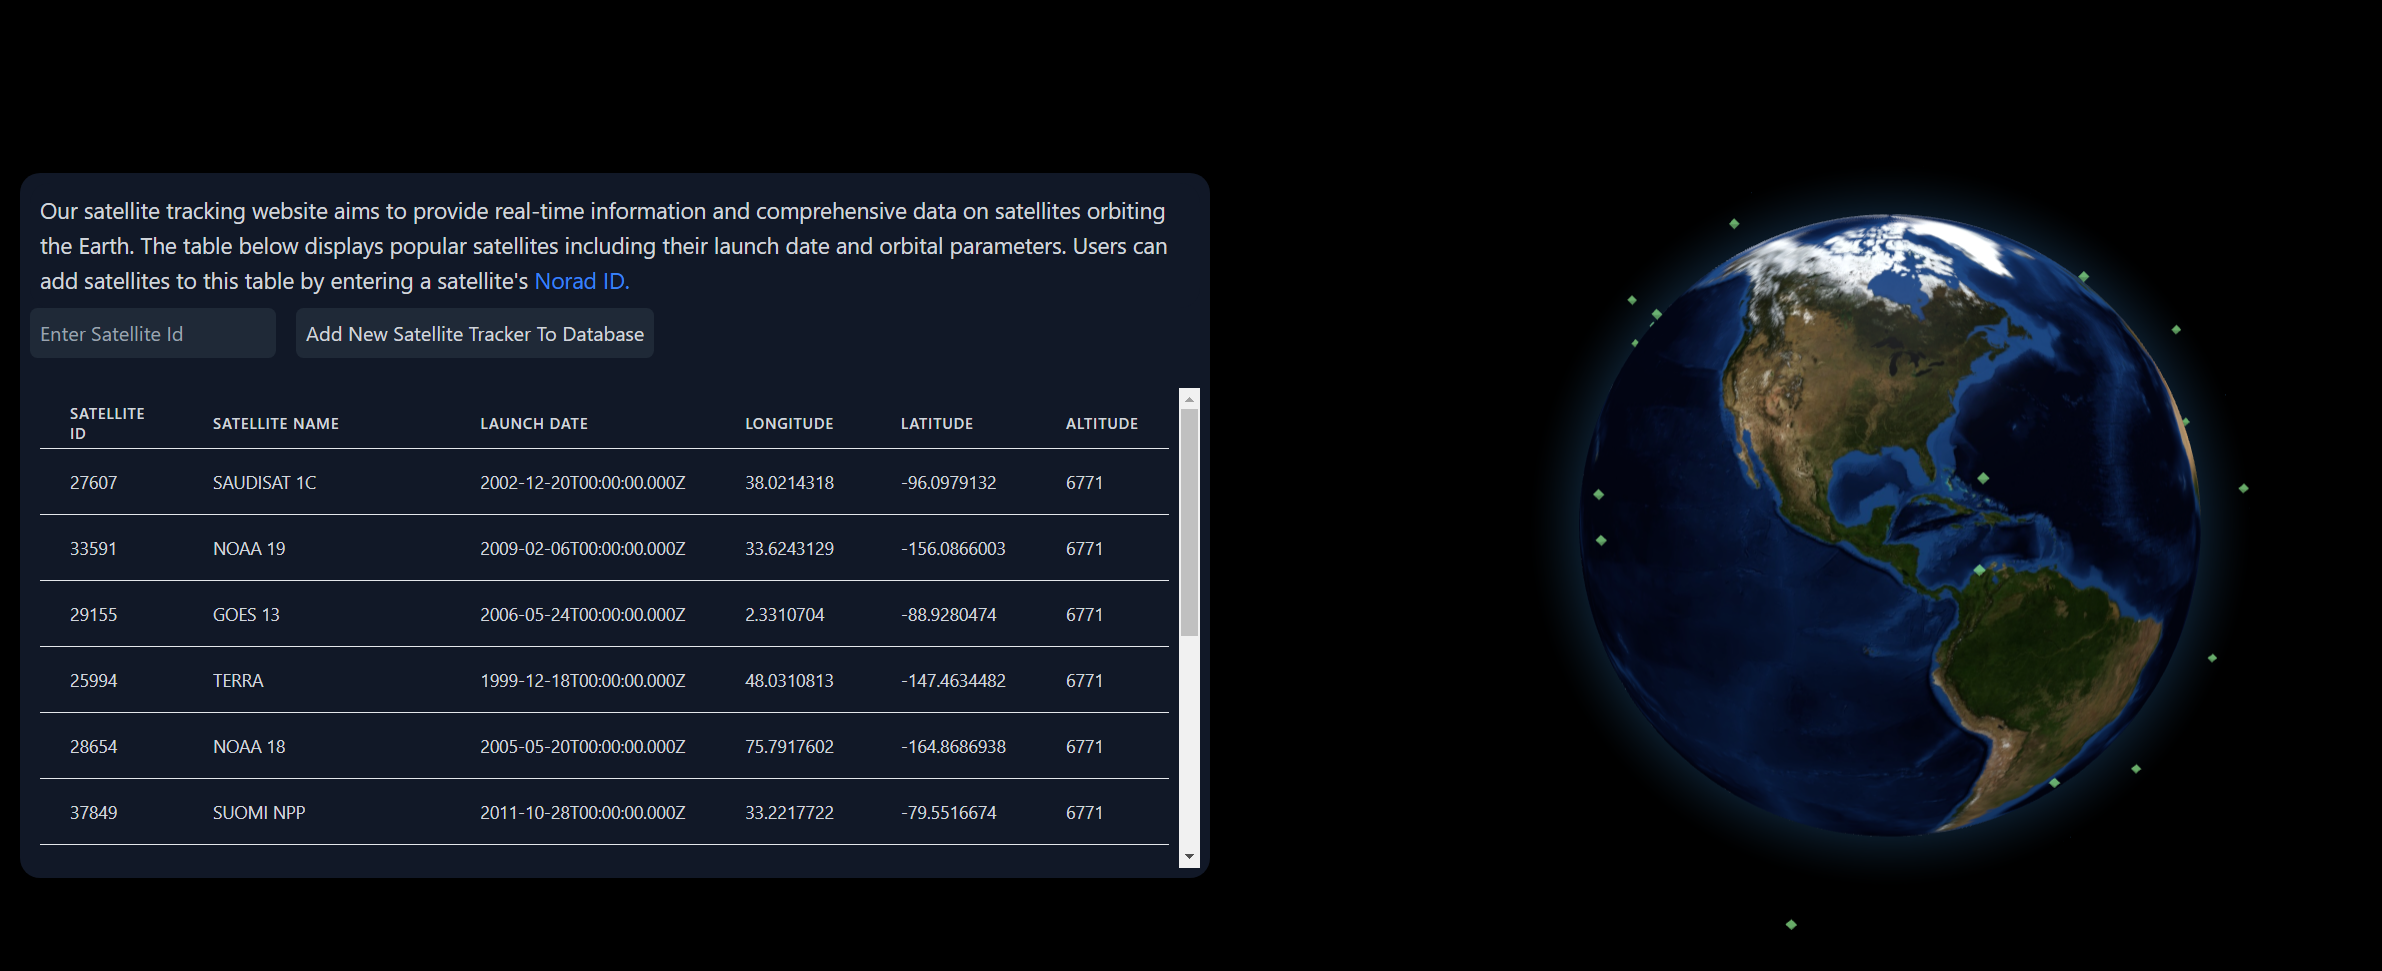 Our satellite tracking website aims to provide real-time information and comprehensive data on satellites orbiting
the Earth. The table below displays popular satellites including their launch date and orbital parameters. Users can
add satellites to this table by entering a satellite's Norad ID.
Enter Satellite Id Add New Satellite Tracker To Database
SATELLITE ID SATELLITE NAME LAUNCH DATE LONGITUDE LATITUDE ALTITUDE
27607 SAUDISAT 1C 2002-12-20T00:00:00.000Z 38.0214318 -96.0979132 6771
33591 NOAA 19 2009-02-06T00:00:00.000Z 33.6243129 -156.0866003 6771
29155 GOES 13 2006-05-24T00:00:00.000Z 2.3310704 -88.9280474 6771
25994 TERRA 1999-12-18T00:00:00.000Z 48.0310813 -147.4634482 6771
28654 NOAA 18 2005-05-20T00:00:00.000Z 75.7917602 -164.8686938 6771
37849 SUOMI NPP 2011-10-28T00:00:00.000Z 33.2217722 -79.5516674 6771